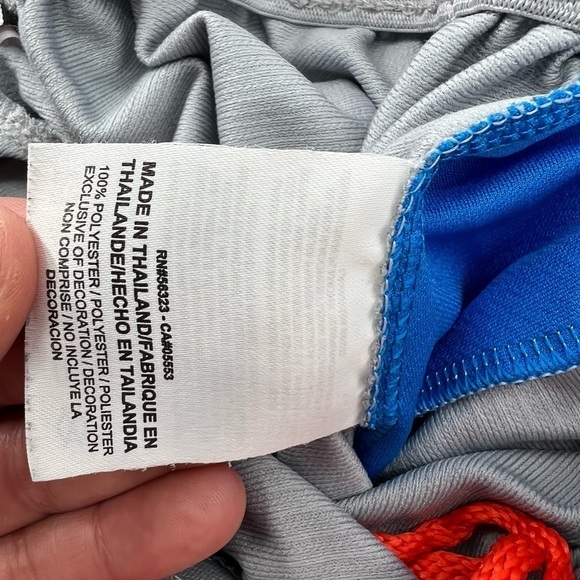 RN#56323 - CA#05553
MADE IN THAILAND/FABRIQUE EN
THAILANDE/HECHO EN TAILANDIA
100% POLYESTER / POLYESTER / POLIESTER
EXCLUSIVE OF DECORATION / DECORATION
NON COMPRISE / NO INCLUYE LA
DECORACION